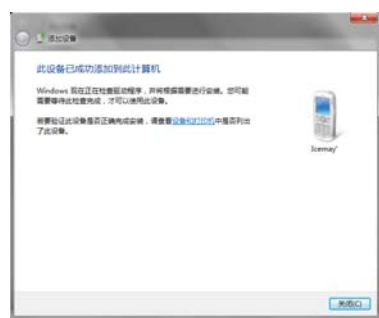 添加设备
此设备已成功添加到此计算机
Windows 现在正在检查驱动程序，并将根据需要进行安装。您可能
需要等待此检查完成，才可以使用此设备。
若要验证此设备是否正确完成安装，请查看设备和打印机中是否列出
了此设备。
Icemay'
关闭(C)